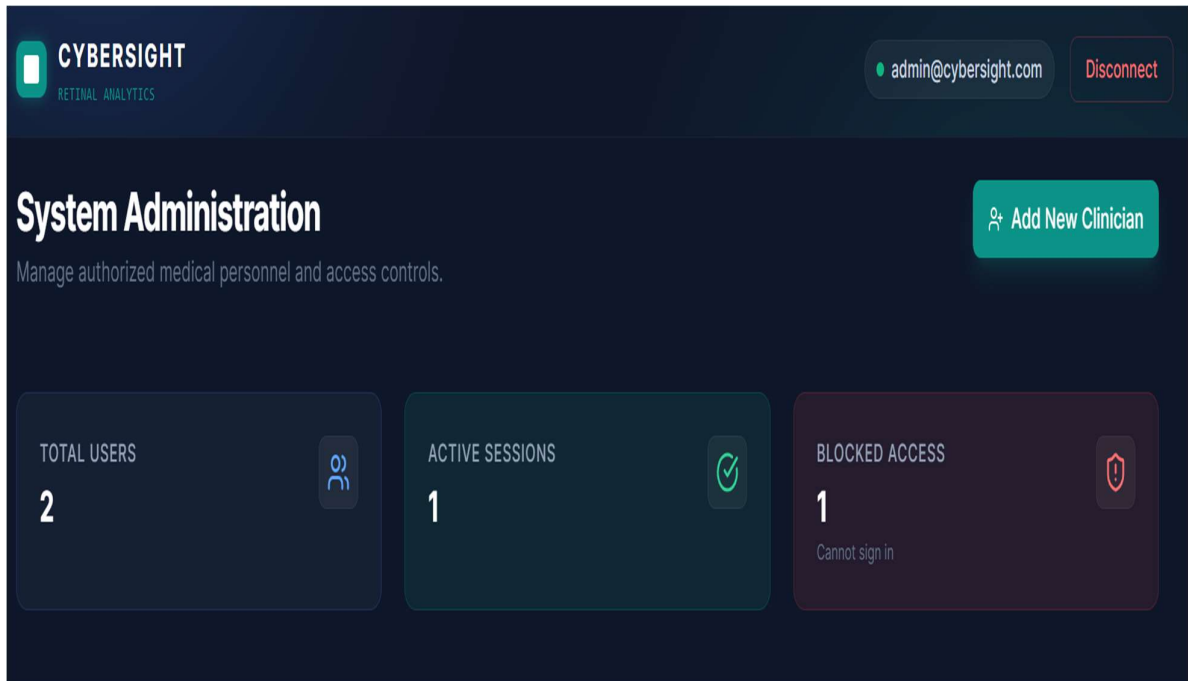 CYBERSIGHT
RETINAL ANALYTICS
admin@cybersight.com
Disconnect
System Administration
Manage authorized medical personnel and access controls.
Add New Clinician
TOTAL USERS
2
ACTIVE SESSIONS
1
BLOCKED ACCESS
1
Cannot sign in